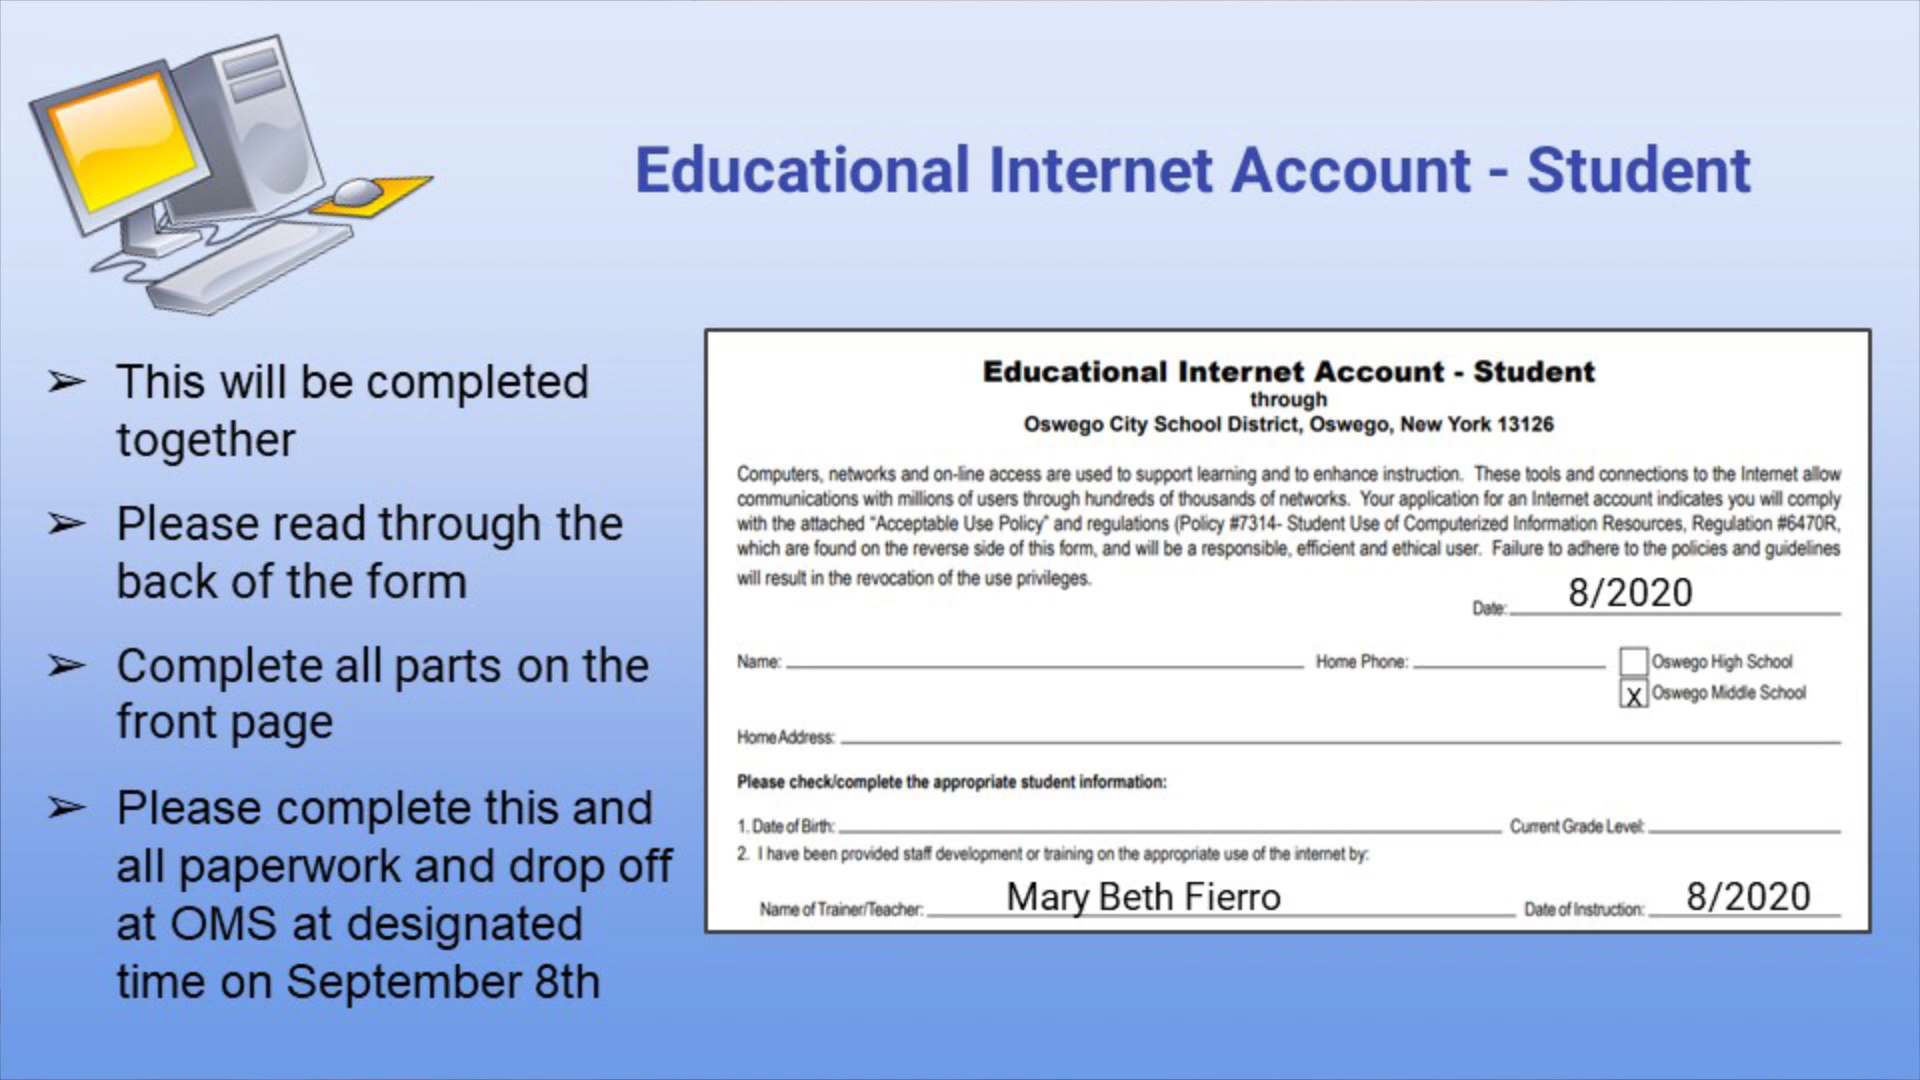 Educational Internet Account - Student
➢ This will be completed
together
➢ Please read through the
back of the form
➢ Complete all parts on the
front page
➢ Please complete this and
all paperwork and drop off
at OMS at designated
time on September 8th
Educational Internet Account - Student
through
Oswego City School District, Oswego, New York 13126
Computers, networks and on-line access are used to support learning and to enhance instruction. These tools and connections to the Internet allow
communications with millions of users through hundreds of thousands of networks. Your application for an Internet account indicates you will comply
with the attached "Acceptable Use Policy" and regulations (Policy #7314- Student Use of Computerized Information Resources, Regulation #6470R,
which are found on the reverse side of this form, and will be a responsible, efficient and ethical user. Failure to adhere to the policies and guidelines
will result in the revocation of the use privileges.
Date: 8/2020
Name: Home Phone: Oswego High School
X Oswego Middle School
Home Address:
Please check/complete the appropriate student information:
1. Date of Birth: Current Grade Level:
2. I have been provided staff development or training on the appropriate use of the internet by:
Name of Trainer/Teacher: Mary Beth Fierro Date of Instruction: 8/2020